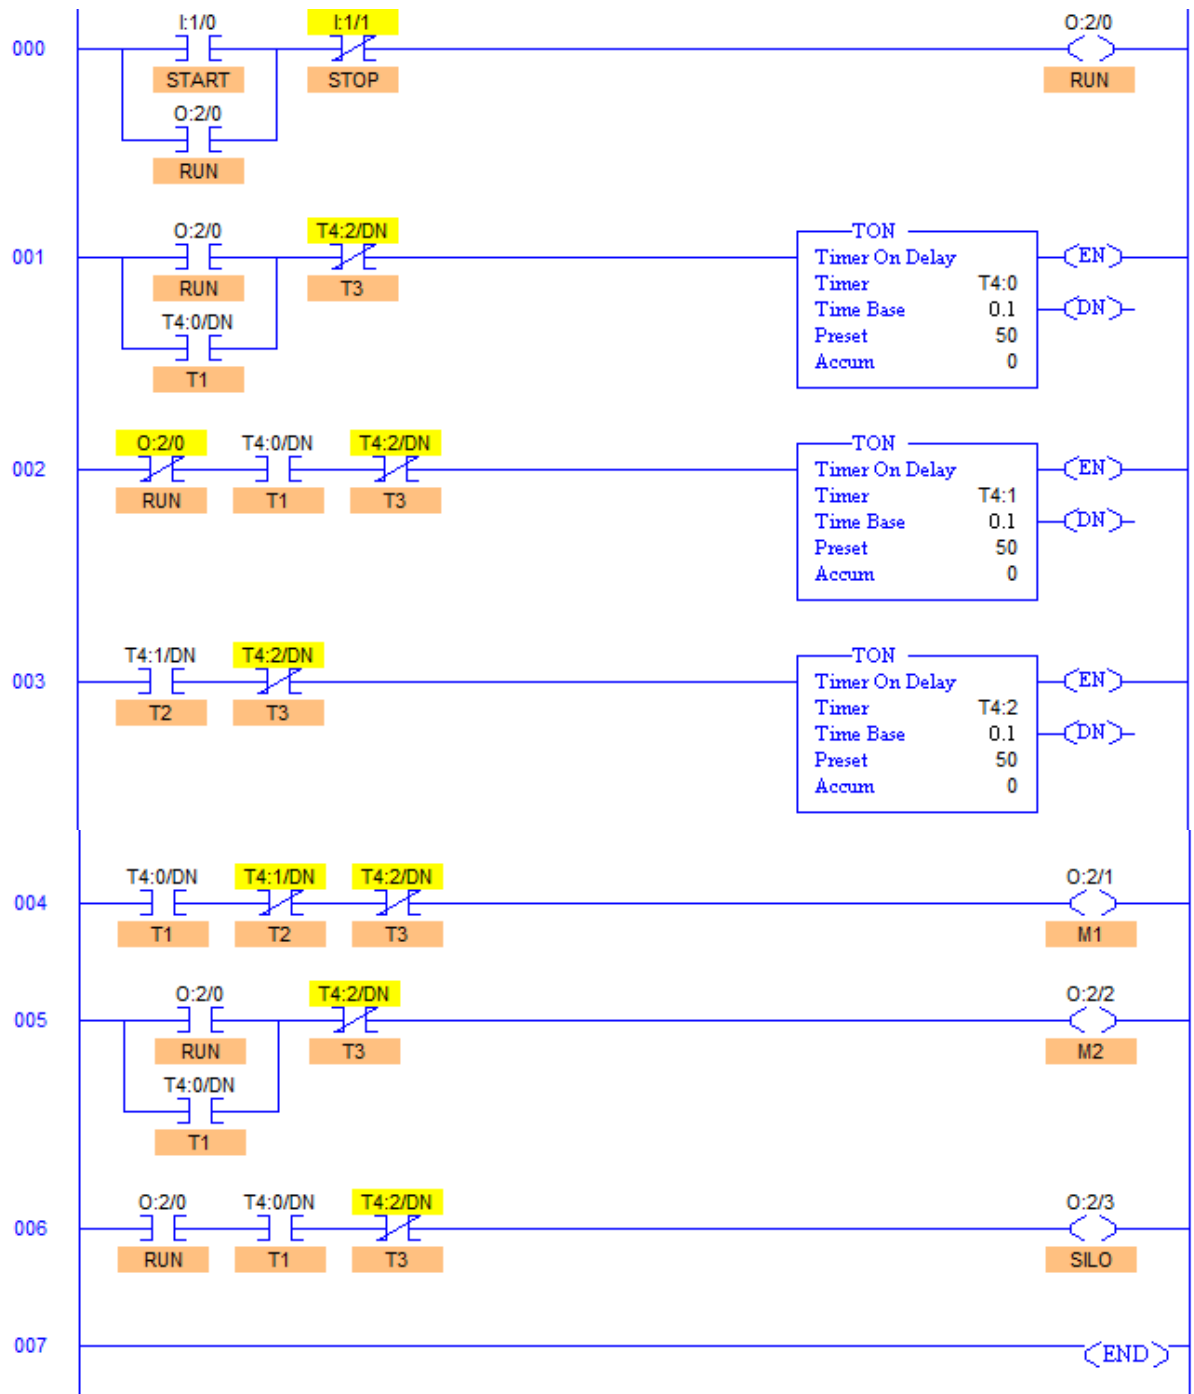 I:1/0 I:1/1 O:2/0
000
START STOP RUN
O:2/0
RUN
O:2/0 T4:2/DN TON
001 Timer On Delay EN
RUN T3 Timer T4:0
T4:0/DN Time Base 0.1 DN
Preset 50
T1 Accum 0
O:2/0 T4:0/DN T4:2/DN TON
002 Timer On Delay EN
RUN T1 T3 Timer T4:1
Time Base 0.1 DN
Preset 50
Accum 0
T4:1/DN T4:2/DN TON
003 Timer On Delay EN
T2 T3 Timer T4:2
Time Base 0.1 DN
Preset 50
Accum 0
T4:0/DN T4:1/DN T4:2/DN O:2/1
004
T1 T2 T3 M1
O:2/0 T4:2/DN O:2/2
005
RUN T3 M2
T4:0/DN
T1
O:2/0 T4:0/DN T4:2/DN O:2/3
006
RUN T1 T3 SILO
007 END